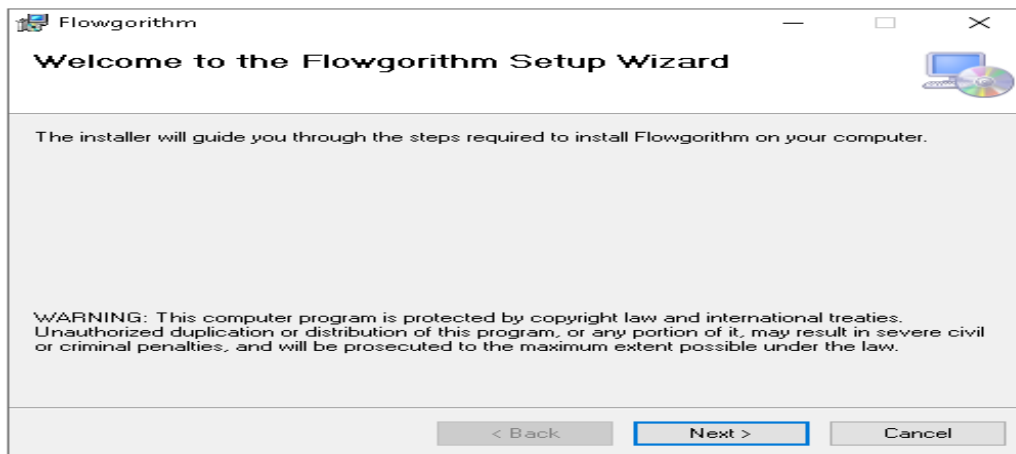 Flowgorithm
Welcome to the Flowgorithm Setup Wizard
The installer will guide you through the steps required to install Flowgorithm on your computer.
WARNING: This computer program is protected by copyright law and international treaties.
Unauthorized duplication or distribution of this program, or any portion of it, may result in severe civil
or criminal penalties, and will be prosecuted to the maximum extent possible under the law.
< Back Next > Cancel